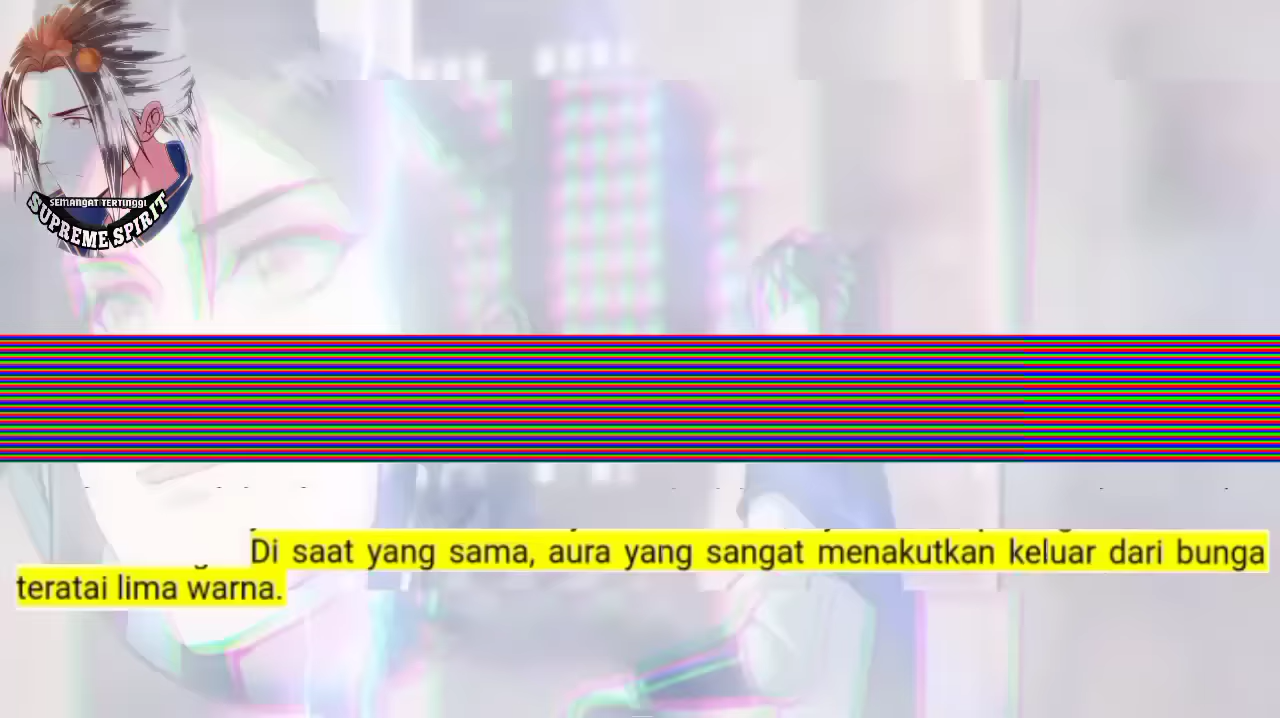 SEMANGAT TERTINGGI
SUPREME SPIRIT
Di saat yang sama, aura yang sangat menakutkan keluar dari bunga
teratai lima warna.